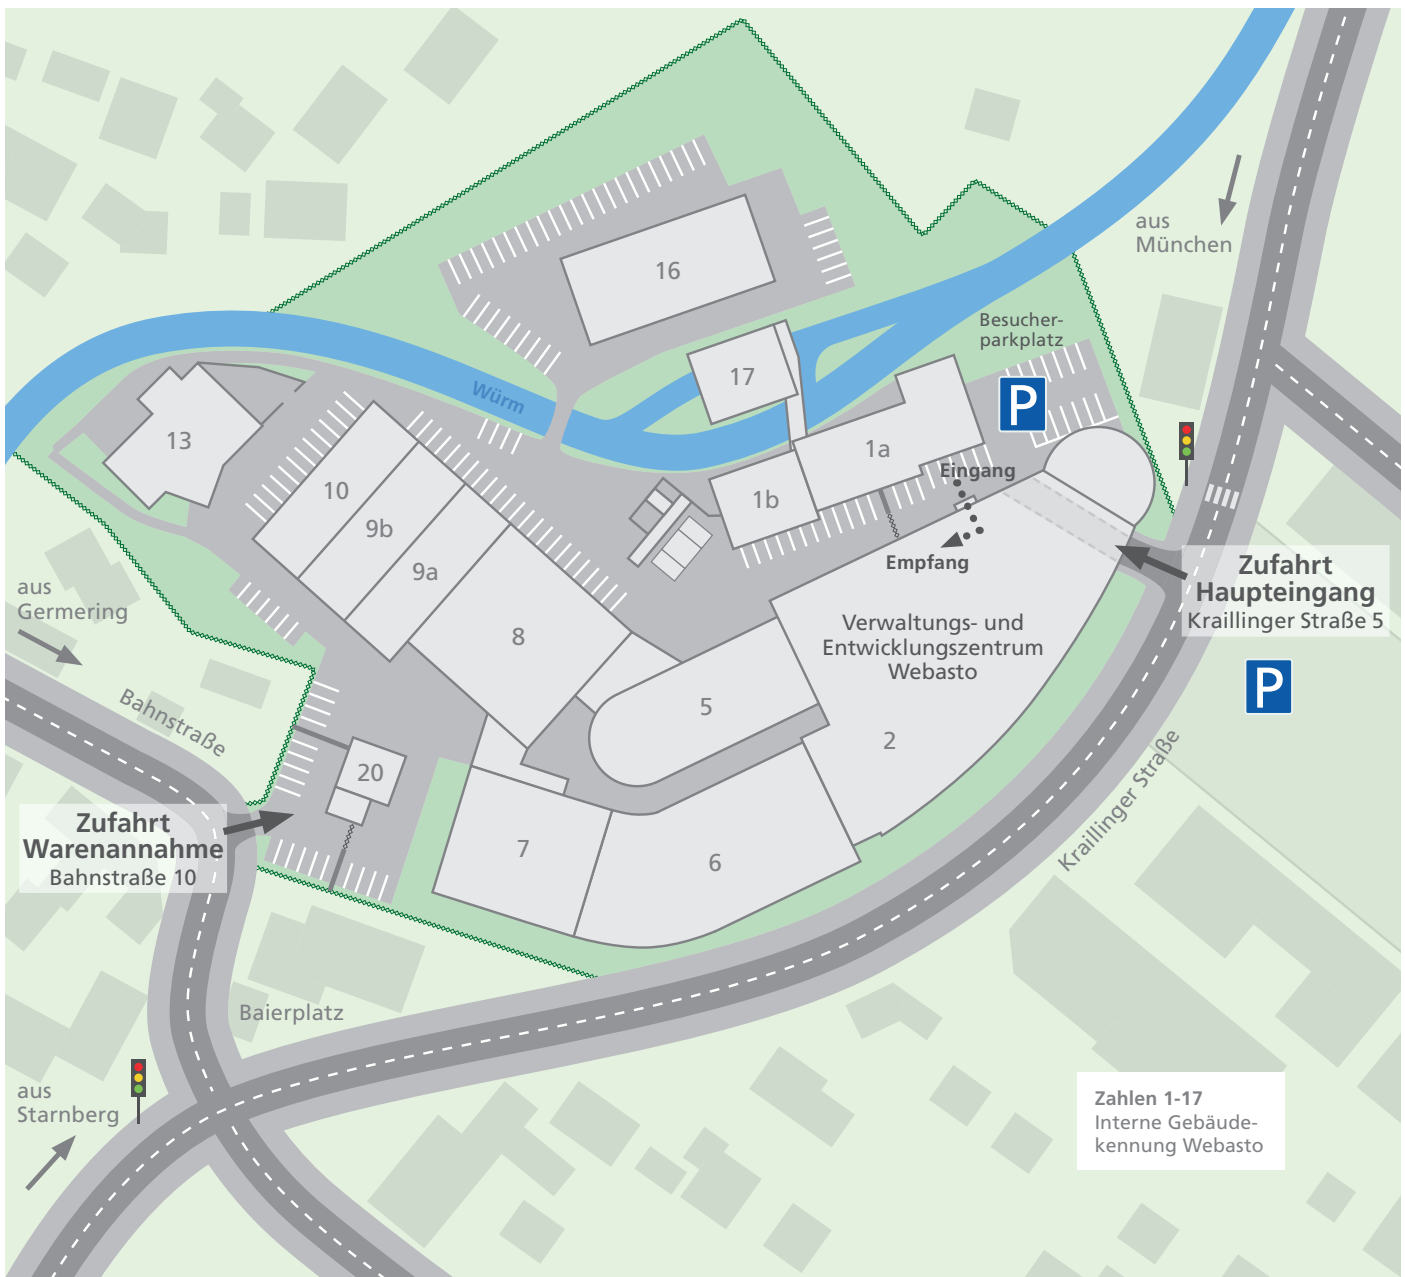 aus
München
16
Besucher-
parkplatz
17
Würm
P
13
1a
Eingang
10
1b
9b
Empfang
9a
Zufahrt
Haupteingang
Kraillinger Straße 5
aus
Germering
8
Verwaltungs- und
Entwicklungszentrum
Webasto
P
Bahnstraße
5
2
20
Kraillinger Straße
Zufahrt
Warenannahme
Bahnstraße 10
7
6
Baierplatz
aus
Starnberg
Zahlen 1-17
Interne Gebäude-
kennung Webasto